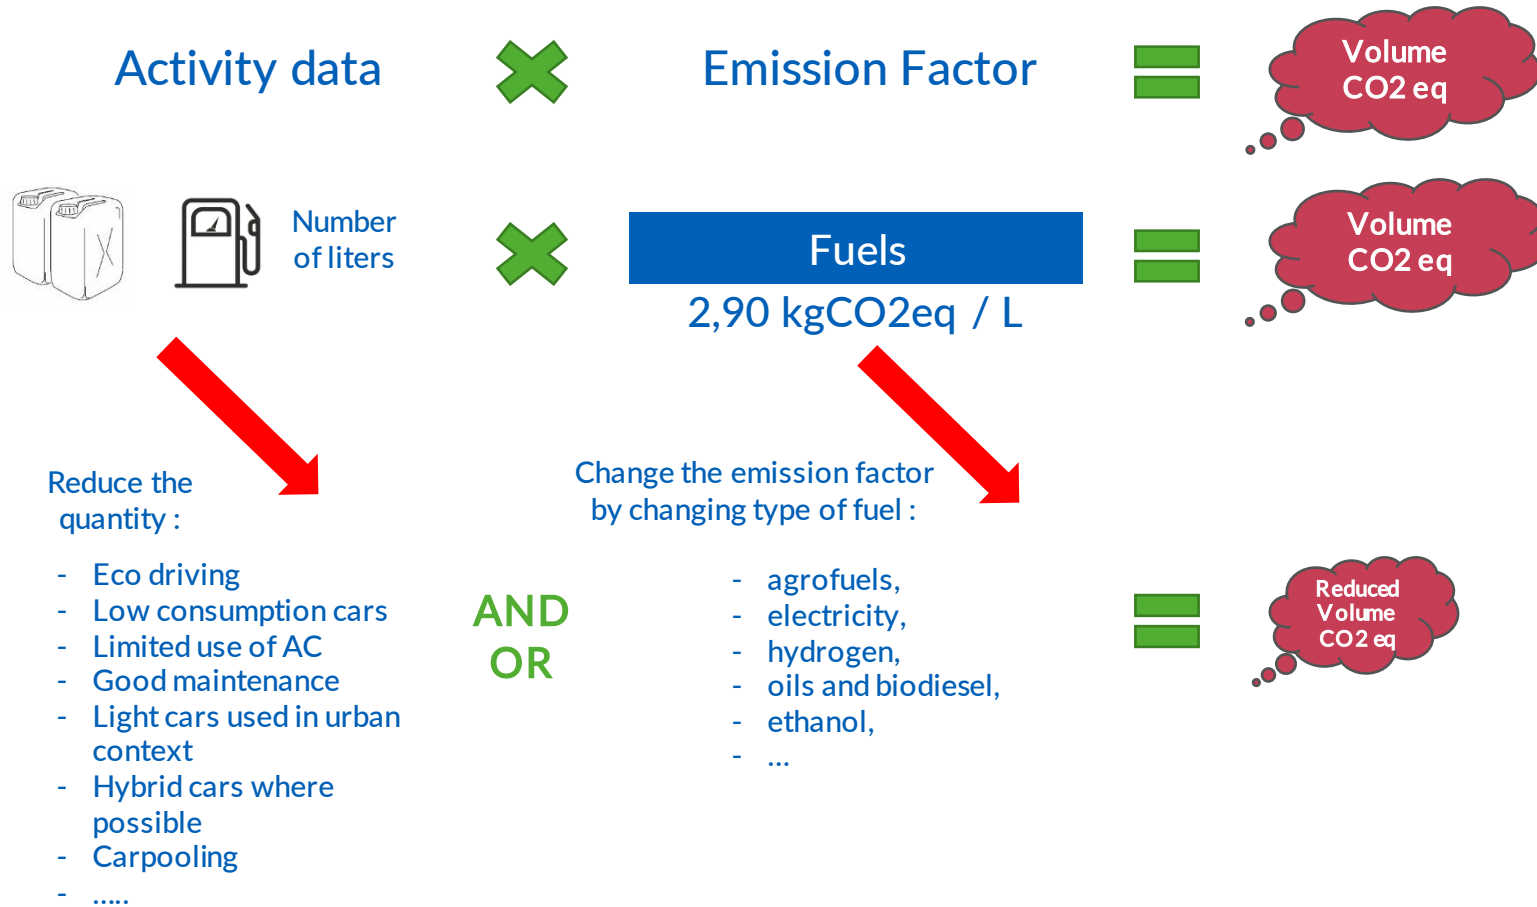 Activity data
Emission Factor
Volume
CO2 eq
Number
of liters
Fuels
2,90 kgCO2eq / L
Volume
CO2 eq
Reduce the
quantity :
- Eco driving
- Low consumption cars
- Limited use of AC
- Good maintenance
- Light cars used in urban
context
- Hybrid cars where
possible
- Carpooling
- .....
AND
OR
Change the emission factor
by changing type of fuel :
- agrofuels,
- electricity,
- hydrogen,
- oils and biodiesel,
- ethanol,
- ...
Reduced
Volume
CO2 eq